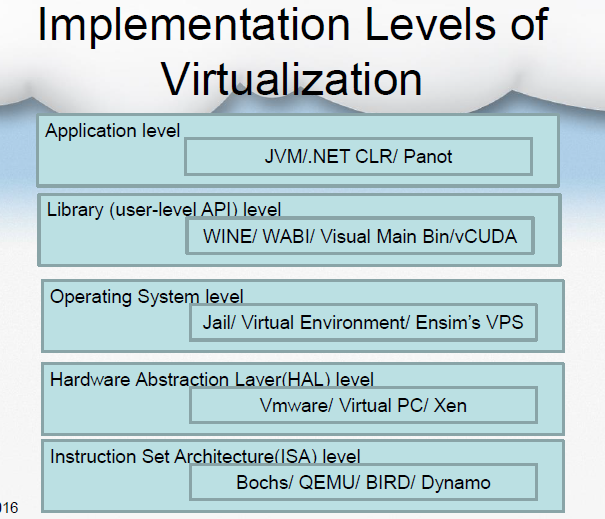 Implementation Levels of
Virtualization
Application level
JVM/.NET CLR/ Panot
Library (user-level API) level
WINE/ WABI/ Visual Main Bin/vCUDA
Operating System level
Jail/ Virtual Environment/ Ensim's VPS
Hardware Abstraction Layer(HAL) level
Vmware/ Virtual PC/ Xen
Instruction Set Architecture(ISA) level
Bochs/ QEMU/ BIRD/ Dynamo
16